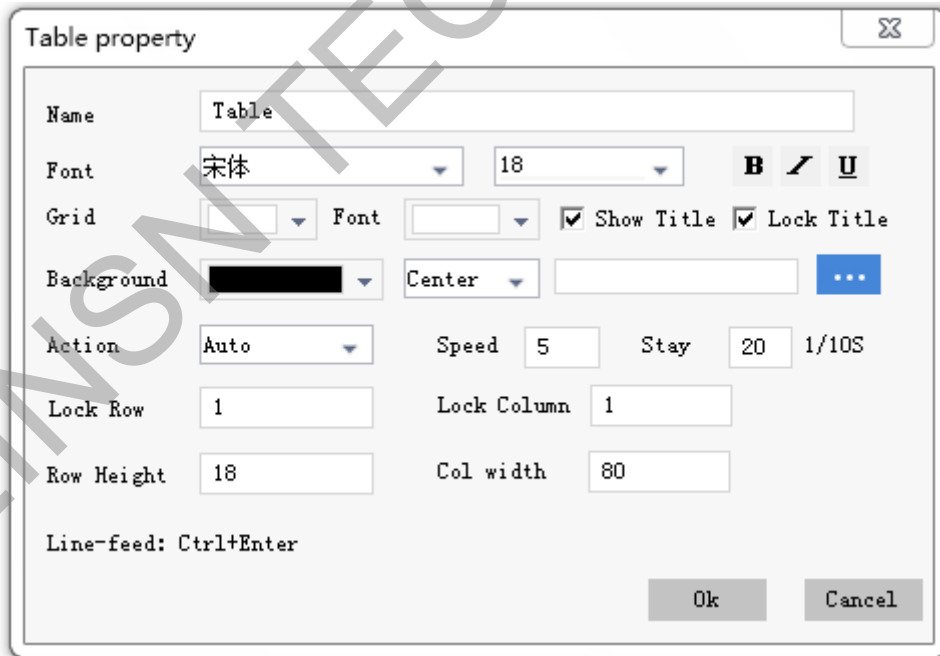 Table property
Name Table
Font 宋体 18 B I U
Grid Font Show Title Lock Title
Background Center ...
Action Auto Speed 5 Stay 20 1/10S
Lock Row 1 Lock Column 1
Row Height 18 Col width 80
Line-feed: Ctrl+Enter
Ok Cancel